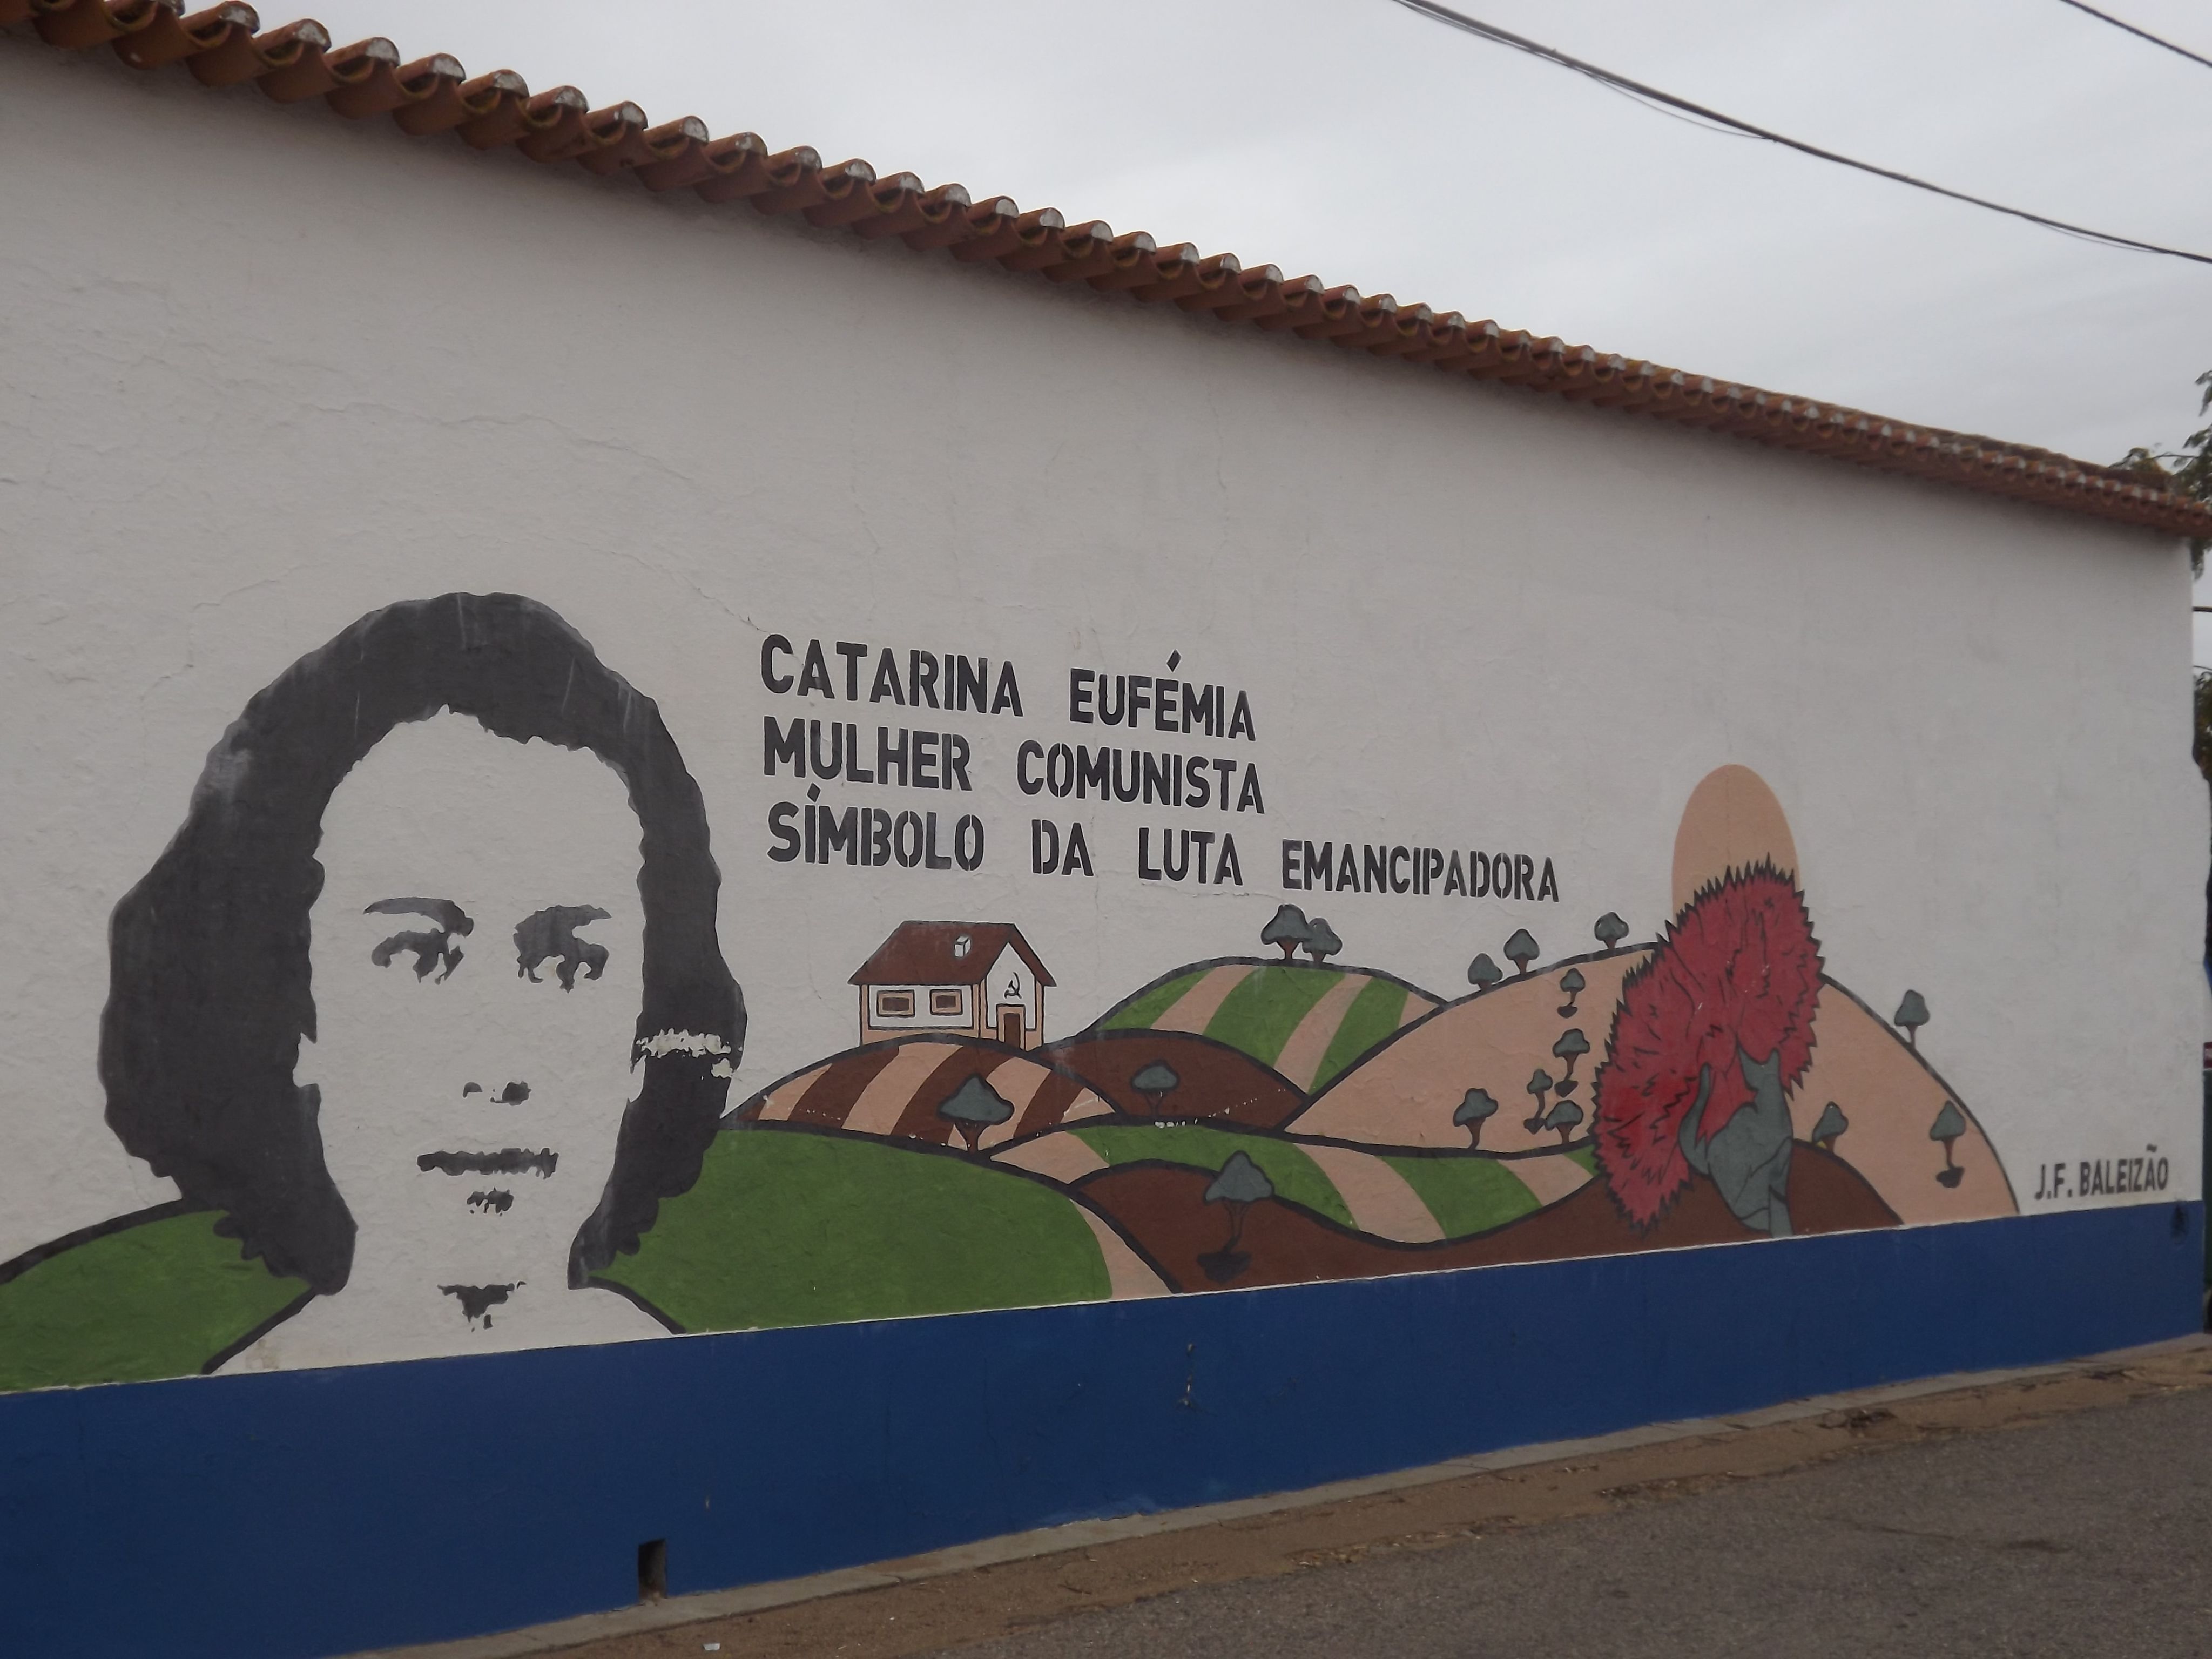 CATARINA EUFÉMIA
MULHER COMUNISTA
SÍMBOLO DA LUTA EMANCIPADORA
J.F. BALEIZÃO